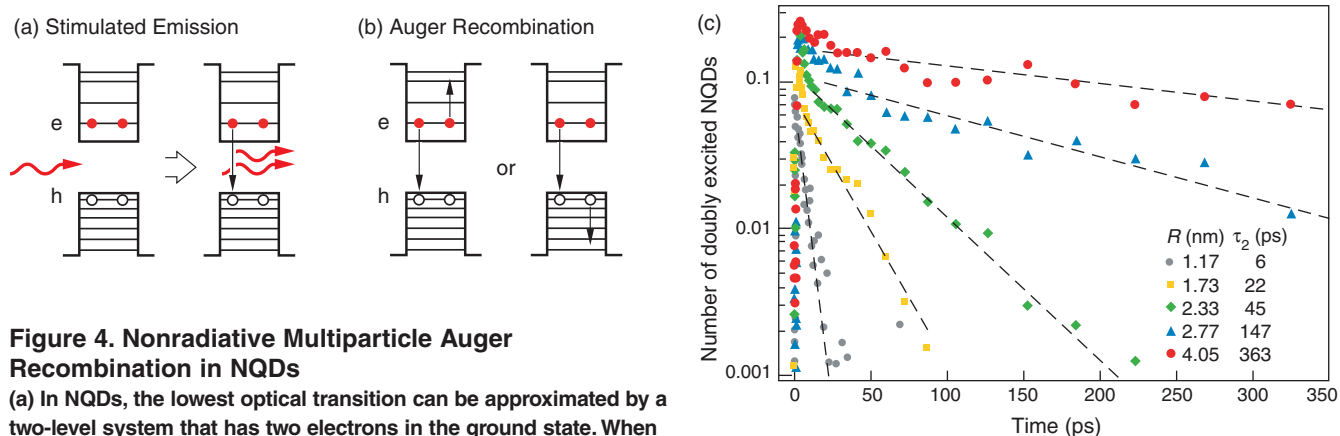 (a) Stimulated Emission
(b) Auger Recombination
e
h
e
or
h
Figure 4. Nonradiative Multiparticle Auger
Recombination in NQDs
(a) In NQDs, the lowest optical transition can be approximated by a
two-level system that has two electrons in the ground state. When
(c)
Number of doubly excited NQDs
0.1
0.01
0.001
R (nm) τ2 (ps)
1.17 6
1.73 22
2.33 45
2.77 147
4.05 363
0 50 100 150 200 250 300 350
Time (ps)